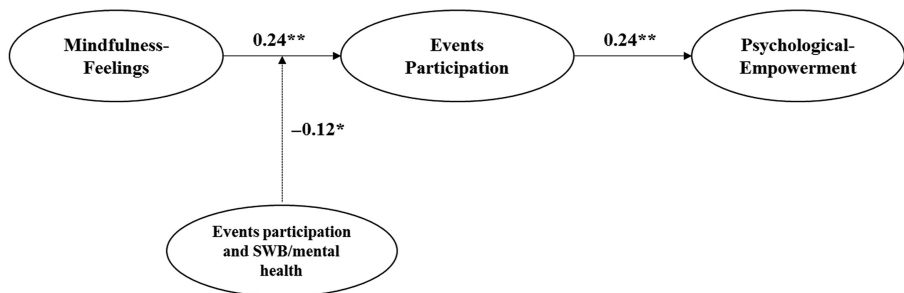 Mindfulness-
Feelings
0.24**
Events
Participation
0.24**
Psychological-
Empowerment
–0.12*
Events participation
and SWB/mental
health